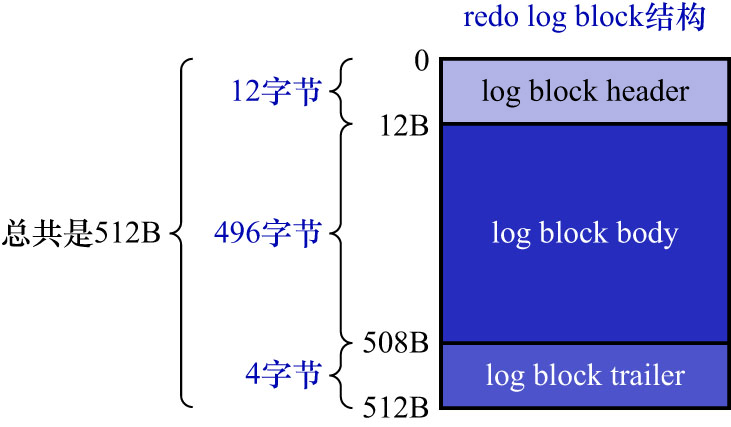 redo log block结构
0
12字节
log block header
12B
总共是512B
496字节
log block body
508B
4字节
log block trailer
512B